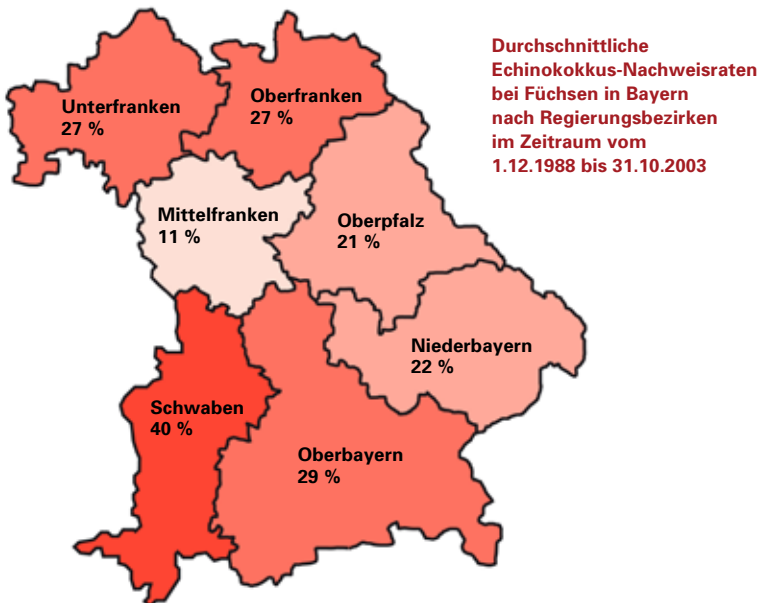 Durchschnittliche
Echinokokkus-Nachweisraten
bei Füchsen in Bayern
nach Regierungsbezirken
im Zeitraum vom
1.12.1988 bis 31.10.2003
Unterfranken
27 %
Oberfranken
27 %
Mittelfranken
11 %
Oberpfalz
21 %
Niederbayern
22 %
Schwaben
40 %
Oberbayern
29 %